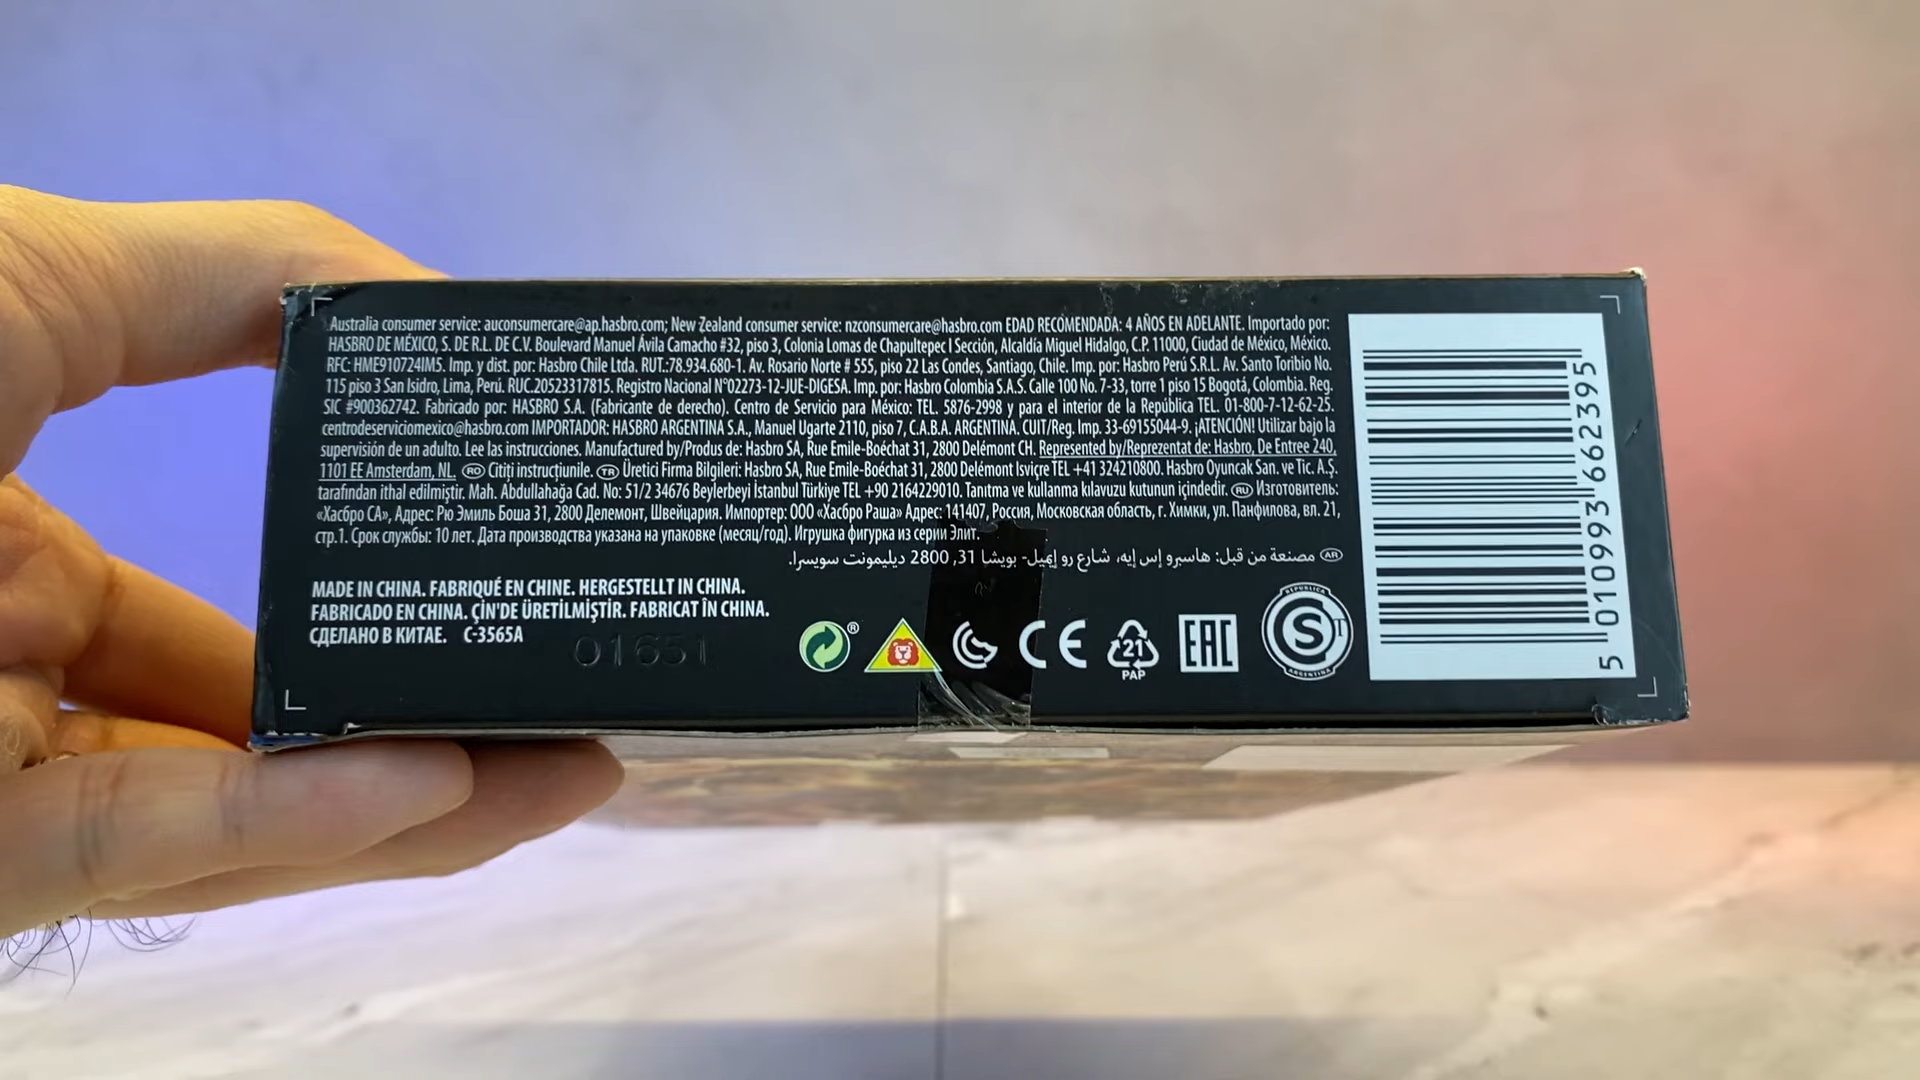 Australia consumer service: auconsumercare@ap.hasbro.com; New Zealand consumer service: nzconsumercare@hasbro.com EDAD RECOMENDADA: 4 AÑOS EN ADELANTE. Importado por:
HASBRO DE MÉXICO, S. DE R.L. DE C.V. Boulevard Manuel Ávila Camacho #32, piso 3, Colonia Lomas de Chapultepec I Sección, Alcaldía Miguel Hidalgo, C.P. 11000, Ciudad de México, México.
RFC: HME910724IM5. Imp. y dist. por: Hasbro Chile Ltda. RUT.:78.934.680-1. Av. Rosario Norte # 555, piso 22 Las Condes, Santiago, Chile. Imp. por: Hasbro Perú S.R.L. Av. Santo Toribio No.
115 piso 3 San Isidro, Lima, Perú. RUC.20523317815. Registro Nacional N°02273-12-JUE-DIGESA. Imp. por: Hasbro Colombia S.A.S. Calle 100 No. 7-33, torre 1 piso 15 Bogotá, Colombia. Reg.
SIC #900362742. Fabricado por: HASBRO S.A. (Fabricante de derecho). Centro de Servicio para México: TEL. 5876-2998 y para el interior de la República TEL. 01-800-7-12-62-25.
centrodeserviciomexico@hasbro.com IMPORTADOR: HASBRO ARGENTINA S.A., Manuel Ugarte 2110, piso 7, C.A.B.A. ARGENTINA. CUIT/Reg. Imp. 33-69155044-9. ¡ATENCIÓN! Utilizar bajo la
supervisión de un adulto. Lee las instrucciones. Manufactured by/Produs de: Hasbro SA, Rue Emile-Boéchat 31, 2800 Delémont CH. Represented by/Reprezentat de: Hasbro, De Entree 240,
1101 EE Amsterdam, NL. RO Citiți instrucțiunile. TR Üretici Firma Bilgileri: Hasbro SA, Rue Emile-Boéchat 31, 2800 Delémont İsviçre TEL +41 324210800. Hasbro Oyuncak San. ve Tic. A.Ş.
tarafından ithal edilmiştir. Mah. Abdullahağa Cad. No: 51/2 34676 Beylerbeyi İstanbul Türkiye TEL +90 2164229010. Tanıtma ve kullanma kılavuzu kutunun içindedir. RU Изготовитель:
«Хасбро СА», Адрес: Рю Эмиль Боша 31, 2800 Делемонт, Швейцария. Импортер: ООО «Хасбро Раша» Адрес: 141407, Россия, Московская область, г. Химки, ул. Панфилова, вл. 21,
стр.1. Срок службы: 10 лет. Дата производства указана на упаковке (месяц/год). Игрушка фигурка из серии Элит.
AR مصنعة من قبل: هاسبرو إس إيه، شارع رو إميل- بويشا 31, 2800 ديليمونت سويسرا.
MADE IN CHINA. FABRIQUÉ EN CHINE. HERGESTELLT IN CHINA.
FABRICADO EN CHINA. ÇİN'DE ÜRETİLMİŞTİR. FABRICAT ÎN CHINA.
СДЕЛАНО В КИТАЕ. C-3565A
01651
®
CE
21
PAP
EAC
REPUBLICA
S
T
ARGENTINA
5 010993 662395